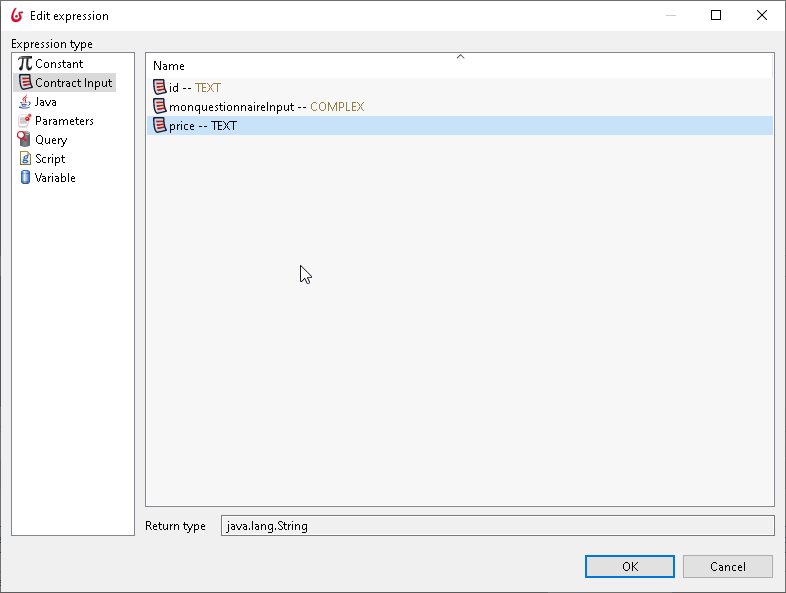 Edit expression
Expression type
Constant
Contract Input
Java
Parameters
Query
Script
Variable
Name
id -- TEXT
monquestionnaireInput -- COMPLEX
price -- TEXT
Return type
java.lang.String
OK
Cancel